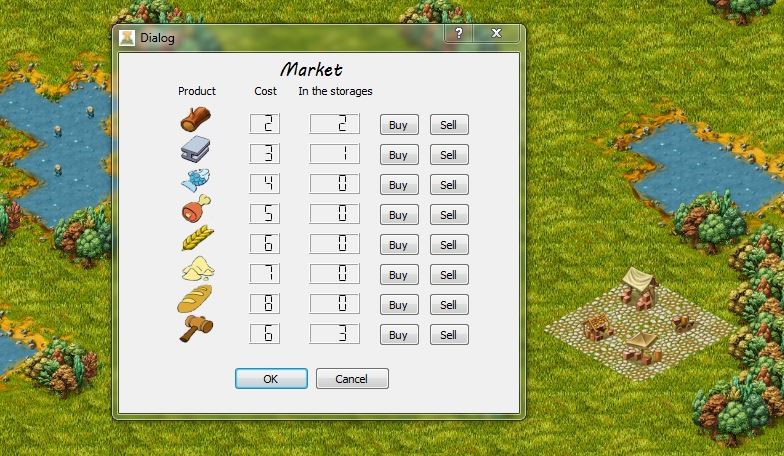 Dialog ?
Market
Product Cost In the storages
2 2 Buy Sell
3 1 Buy Sell
4 0 Buy Sell
5 0 Buy Sell
6 0 Buy Sell
7 0 Buy Sell
8 0 Buy Sell
6 3 Buy Sell
OK Cancel